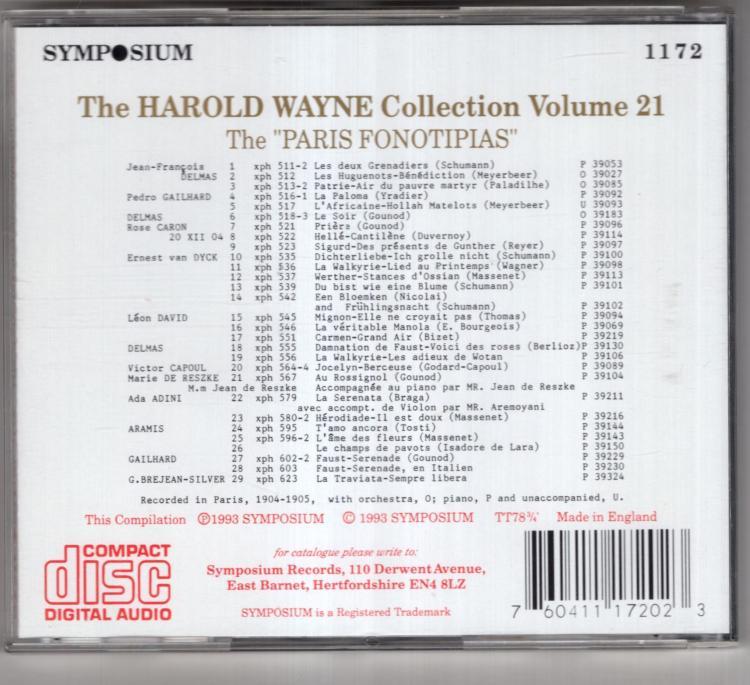 SYMPOSIUM 1172
The HAROLD WAYNE Collection Volume 21
The "PARIS FONOTIPIAS"
Jean-François 1 xph 511-2 Les deux Grenadiers (Schumann) P 39053
DELMAS 2 xph 512 Les Huguenots-Bénédiction (Meyerbeer) O 39027
3 xph 513-2 Patrie-Air du pauvre martyr (Paladilhe) O 39085
Pedro GAILHARD 4 xph 516-1 La Paloma (Yradier) P 39092
5 xph 517 L'Africaine-Hollah Matelots (Meyerbeer) U 39093
DELMAS 6 xph 518-3 Le Soir (Gounod) O 39183
Rose CARON 7 xph 521 Prière (Gounod) P 39096
20 XII 04 8 xph 522 Hellé-Cantilène (Duvernoy) P 39114
9 xph 523 Sigurd-Des présents de Gunther (Reyer) P 39097
Ernest van DYCK 10 xph 535 Dichterliebe-Ich grolle nicht (Schumann) P 39100
11 xph 536 La Walkyrie-Lied au Printemps (Wagner) P 39098
12 xph 537 Werther-Stances d'Ossian (Massenet) P 39113
13 xph 539 Du bist wie eine Blume (Schumann) P 39101
14 xph 542 Een Bloemken (Nicolai)
and Frühlingsnacht (Schumann) P 39102
Léon DAVID 15 xph 545 Mignon-Elle ne croyait pas (Thomas) P 39094
16 xph 546 La véritable Manola (E. Bourgeois) P 39069
17 xph 551 Carmen-Grand Air (Bizet) P 39219
DELMAS 18 xph 555 Damnation de Faust-Voici des roses (Berlioz)P 39130
19 xph 556 La Walkyrie-Les adieux de Wotan P 39106
Victor CAPOUL 20 xph 564-4 Jocelyn-Berceuse (Godard-Capoul) P 39089
Marie DE RESZKE 21 xph 567 Au Rossignol (Gounod) P 39104
M.m Jean de Reszke Accompagnée au piano par MR. Jean de Reszke
Ada ADINI 22 xph 579 La Serenata (Braga) P 39211
avec accompt. de Violon par MR. Aremoyani
23 xph 580-2 Hérodiade-Il est doux (Massenet) P 39216
ARAMIS 24 xph 595 T'amo ancora (Tosti) P 39144
25 xph 596-2 L'âme des fleurs (Massenet) P 39143
26 Le champs de pavots (Isadore de Lara) P 39150
GAILHARD 27 xph 602-2 Faust-Serenade (Gounod) P 39229
28 xph 603 Faust-Serenade, en Italien P 39230
G.BREJEAN-SILVER 29 xph 623 La Traviata-Sempre libera P 39324
Recorded in Paris, 1904-1905, with orchestra, O; piano, P and unaccompanied, U.
This Compilation ℗1993 SYMPOSIUM © 1993 SYMPOSIUM TT78¾' Made in England
COMPACT
disc
DIGITAL AUDIO
for catalogue please write to:
Symposium Records, 110 Derwent Avenue,
East Barnet, Hertfordshire EN4 8LZ
SYMPOSIUM is a Registered Trademark
7 60411 17202 3